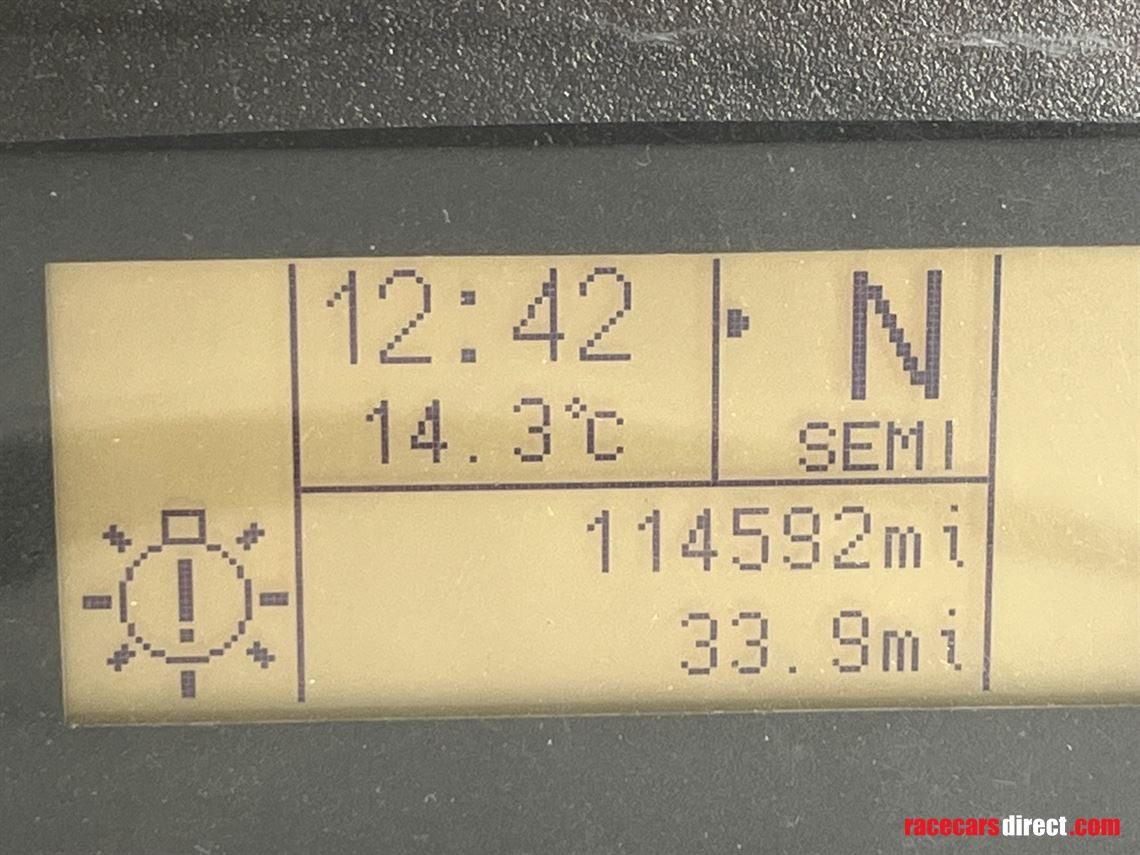 12:42
N
14.3°C
SEMI
114592mi
33.9mi
racecarsdirect.com